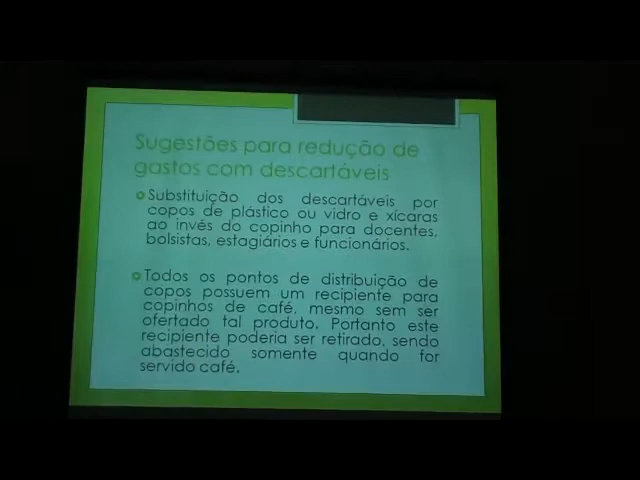 Sugestões para redução de
gastos com descartáveis
Substituição dos descartáveis por
copos de plástico ou vidro e xícaras
ao invés do copinho para docentes,
bolsistas, estagiários e funcionários.
Todos os pontos de distribuição de
copos possuem um recipiente para
copinhos de café, mesmo sem ser
ofertado tal produto. Portanto este
recipiente poderia ser retirado, sendo
abastecido somente quando for
servido café.